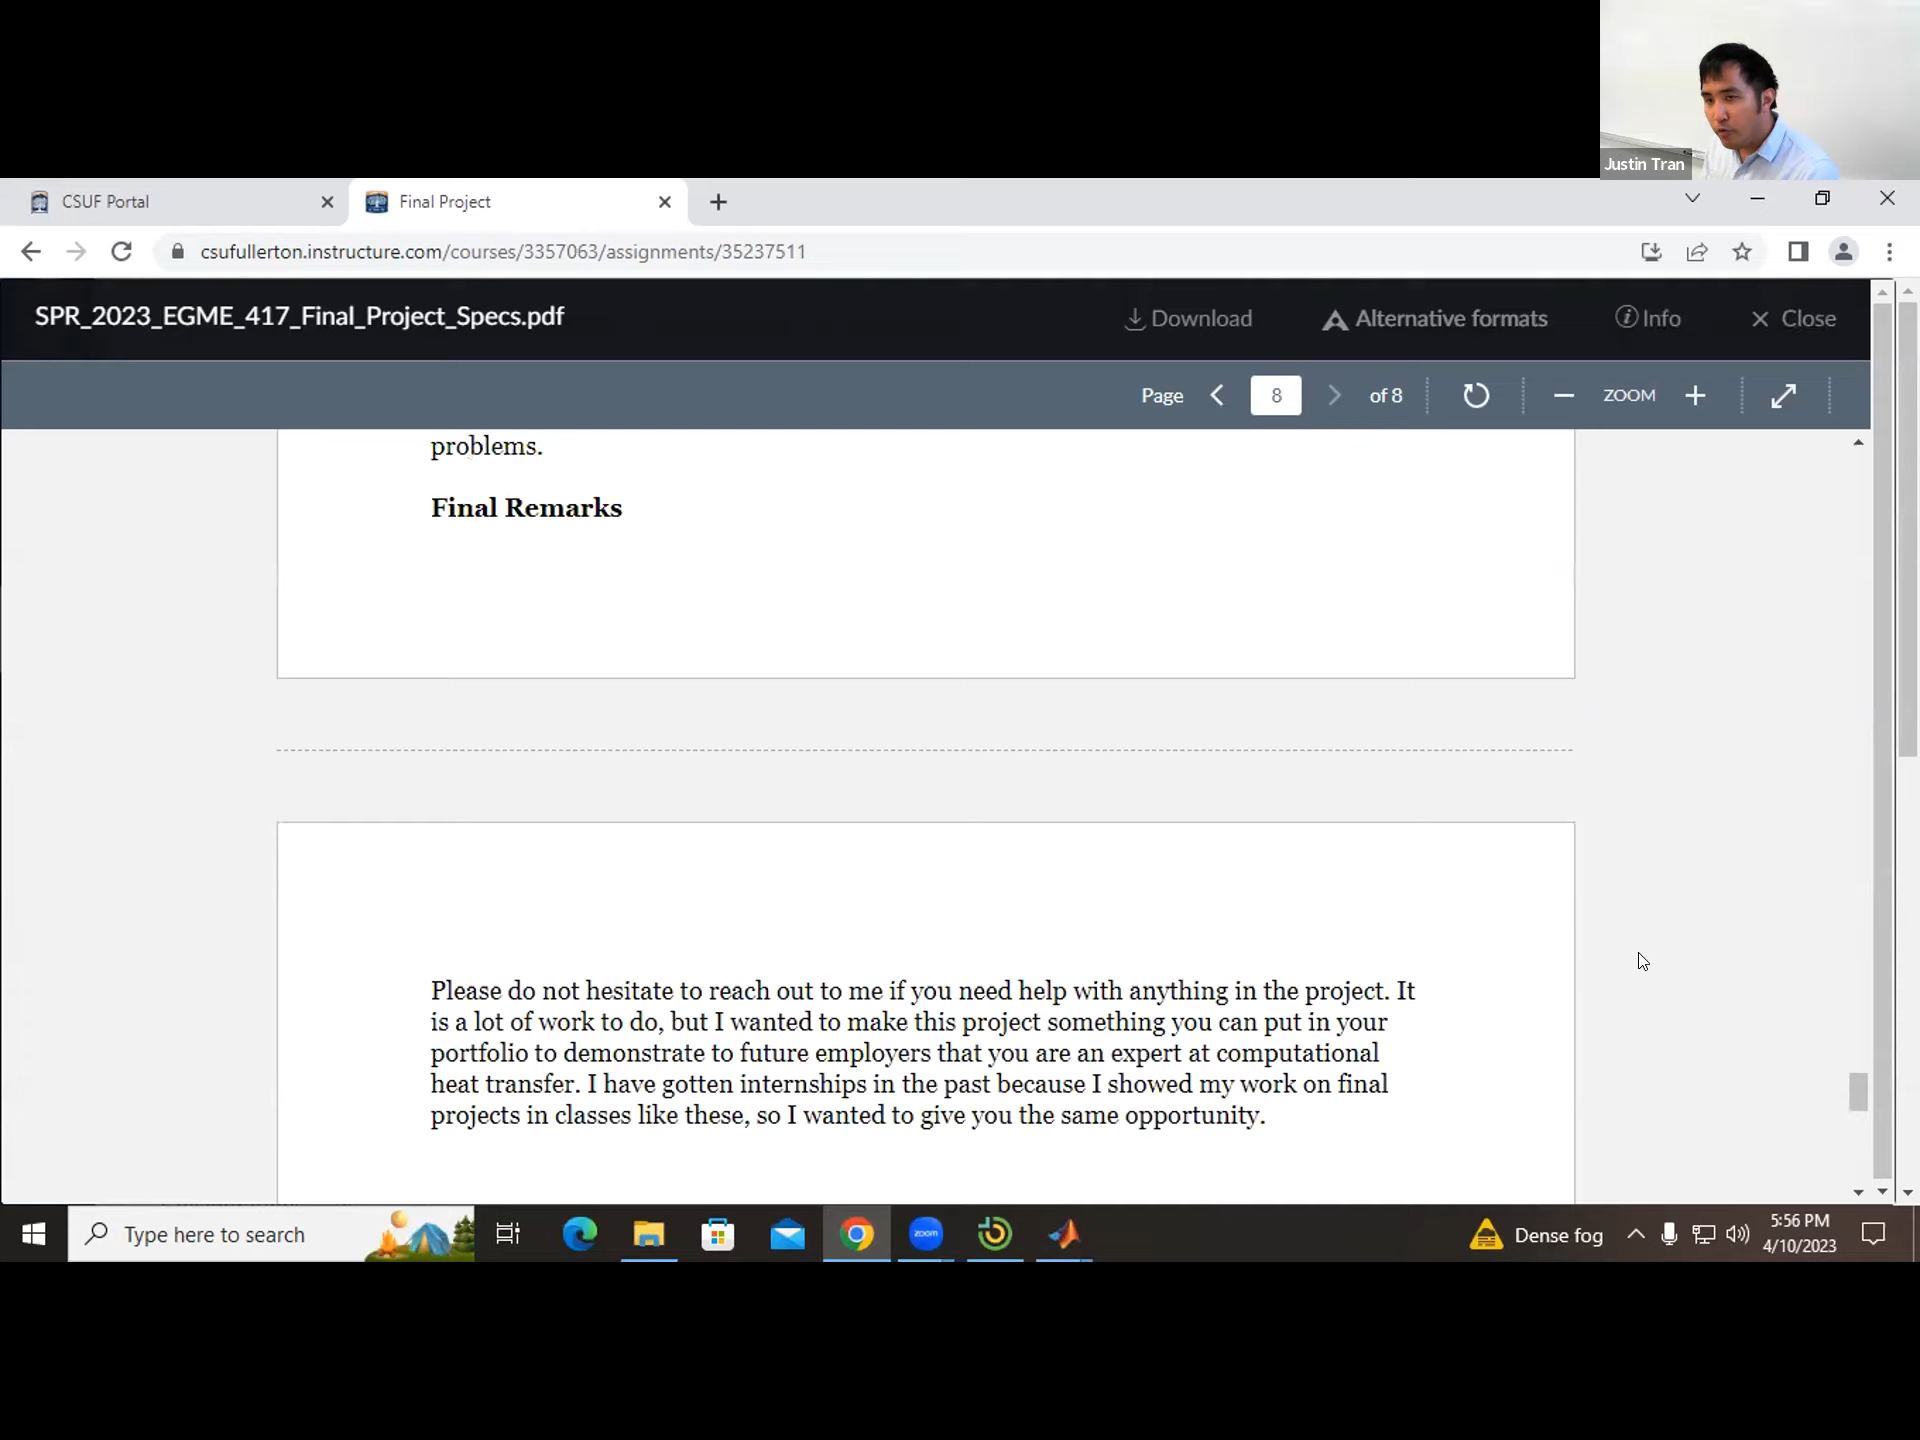 Justin Tran
CSUF Portal
Final Project
csufullerton.instructure.com/courses/3357063/assignments/35237511
SPR_2023_EGME_417_Final_Project_Specs.pdf
Download
Alternative formats
Info
Close
Page
8
of 8
ZOOM
problems.
Final Remarks
Please do not hesitate to reach out to me if you need help with anything in the project. It
is a lot of work to do, but I wanted to make this project something you can put in your
portfolio to demonstrate to future employers that you are an expert at computational
heat transfer. I have gotten internships in the past because I showed my work on final
projects in classes like these, so I wanted to give you the same opportunity.
Type here to search
zoom
Dense fog
5:56 PM
4/10/2023